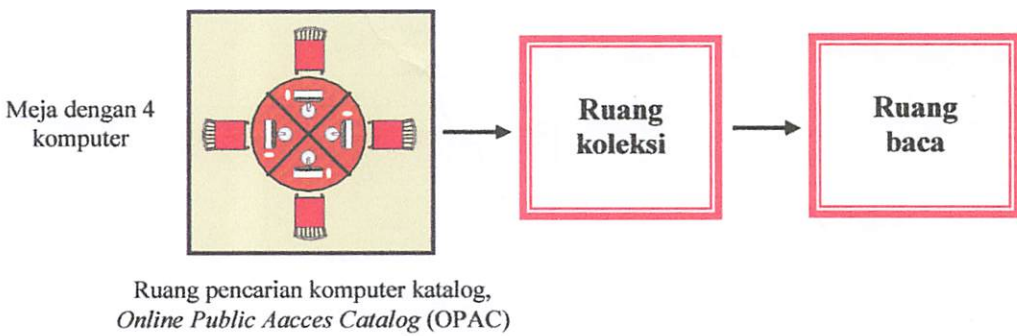 Meja dengan 4
komputer
Ruang
koleksi
Ruang
baca
Ruang pencarian komputer katalog,
Online Public Aacces Catalog (OPAC)